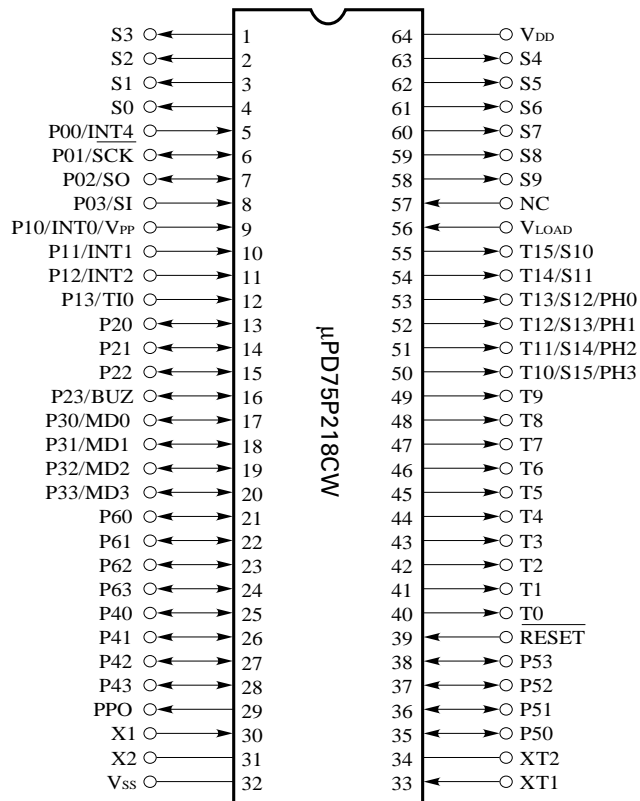 S3 1 64 VDD
S2 2 63 S4
S1 3 62 S5
S0 4 61 S6
P00/INT4 5 60 S7
P01/SCK 6 59 S8
P02/SO 7 58 S9
P03/SI 8 57 NC
P10/INT0/VPP 9 56 VLOAD
P11/INT1 10 55 T15/S10
P12/INT2 11 54 T14/S11
P13/TI0 12 53 T13/S12/PH0
P20 13 52 T12/S13/PH1
P21 14 51 T11/S14/PH2
P22 15 50 T10/S15/PH3
P23/BUZ 16 49 T9
P30/MD0 17 48 T8
P31/MD1 18 47 T7
P32/MD2 19 46 T6
P33/MD3 20 45 T5
P60 21 44 T4
P61 22 43 T3
P62 23 42 T2
P63 24 41 T1
P40 25 40 T0
P41 26 39 RESET
P42 27 38 P53
P43 28 37 P52
PPO 29 36 P51
X1 30 35 P50
X2 31 34 XT2
VSS 32 33 XT1
µPD75P218CW